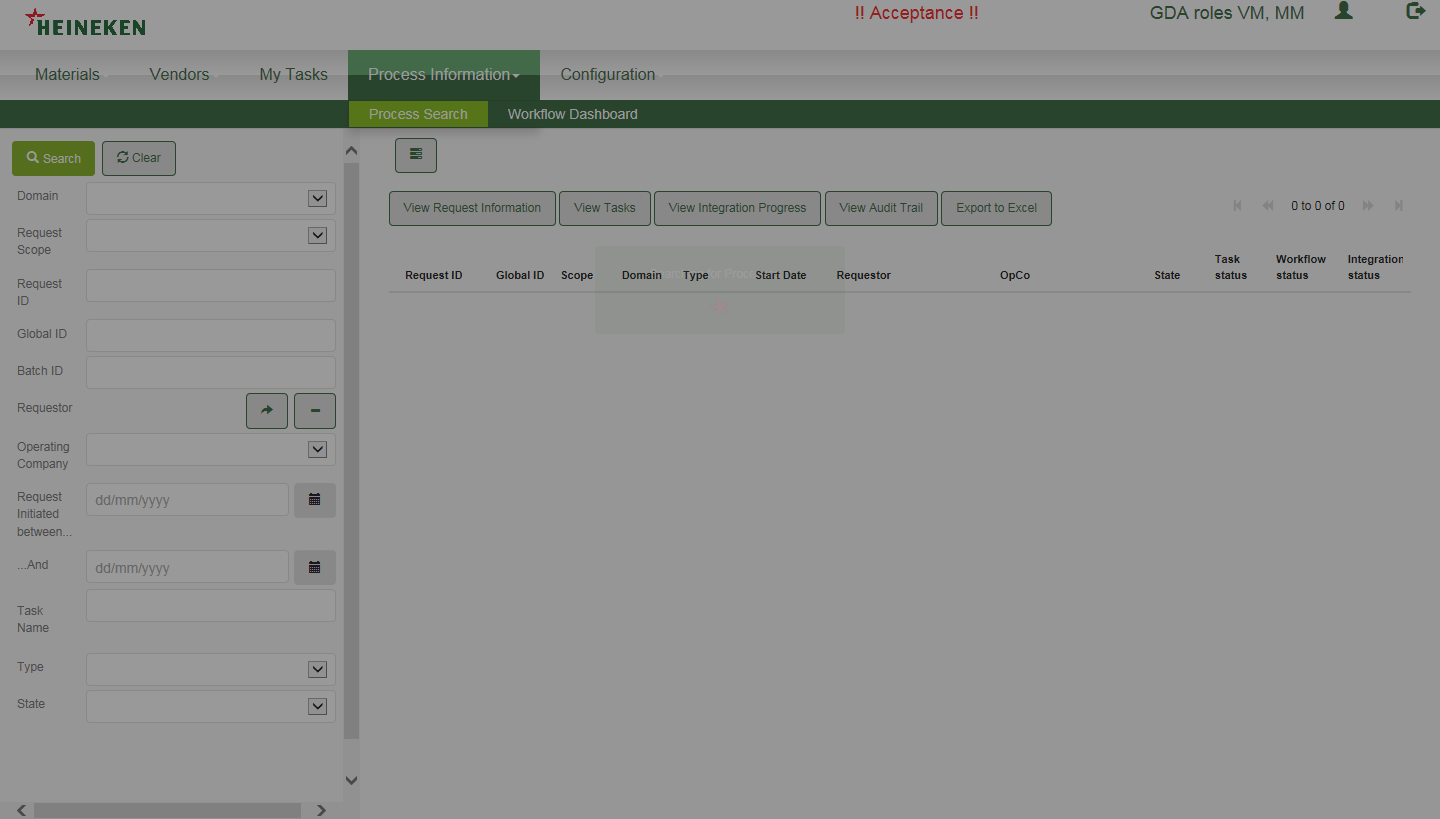 HEINEKEN
!! Acceptance !!
GDA roles VM, MM
Materials
Vendors
My Tasks
Process Information
Configuration
Process Search
Workflow Dashboard
Search
Clear
Domain
Request
Scope
Request
ID
Global ID
Batch ID
Requestor
Operating
Company
Request
Initiated
between...
dd/mm/yyyy
...And
dd/mm/yyyy
Task
Name
Type
State
View Request Information
View Tasks
View Integration Progress
View Audit Trail
Export to Excel
0 to 0 of 0
Request ID
Global ID
Scope
Domain
Type
Start Date
Requestor
OpCo
State
Task
status
Workflow
status
Integration
status